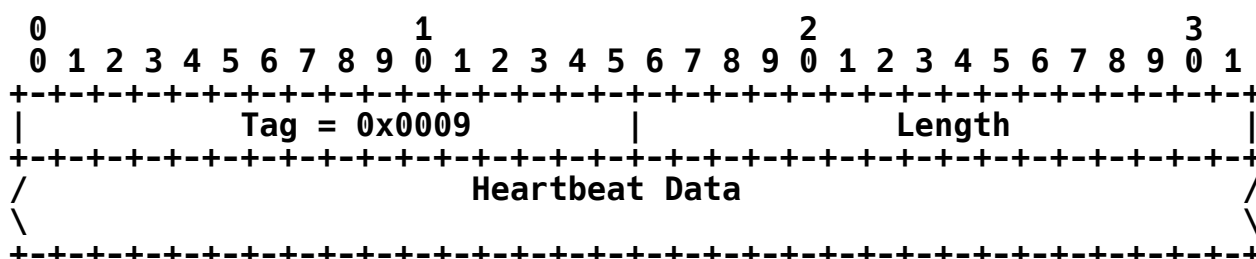 0                   1                   2                   3
 0 1 2 3 4 5 6 7 8 9 0 1 2 3 4 5 6 7 8 9 0 1 2 3 4 5 6 7 8 9 0 1
+-+-+-+-+-+-+-+-+-+-+-+-+-+-+-+-+-+-+-+-+-+-+-+-+-+-+-+-+-+-+-+-+
|           Tag = 0x0009        |             Length            |
+-+-+-+-+-+-+-+-+-+-+-+-+-+-+-+-+-+-+-+-+-+-+-+-+-+-+-+-+-+-+-+-+
/                       Heartbeat Data                          /
\                                                               \
+-+-+-+-+-+-+-+-+-+-+-+-+-+-+-+-+-+-+-+-+-+-+-+-+-+-+-+-+-+-+-+-+